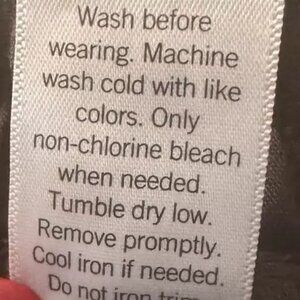 Wash before
wearing. Machine
wash cold with like
colors. Only
non-chlorine bleach
when needed.
Tumble dry low.
Remove promptly.
Cool iron if needed.
Do not iron trim